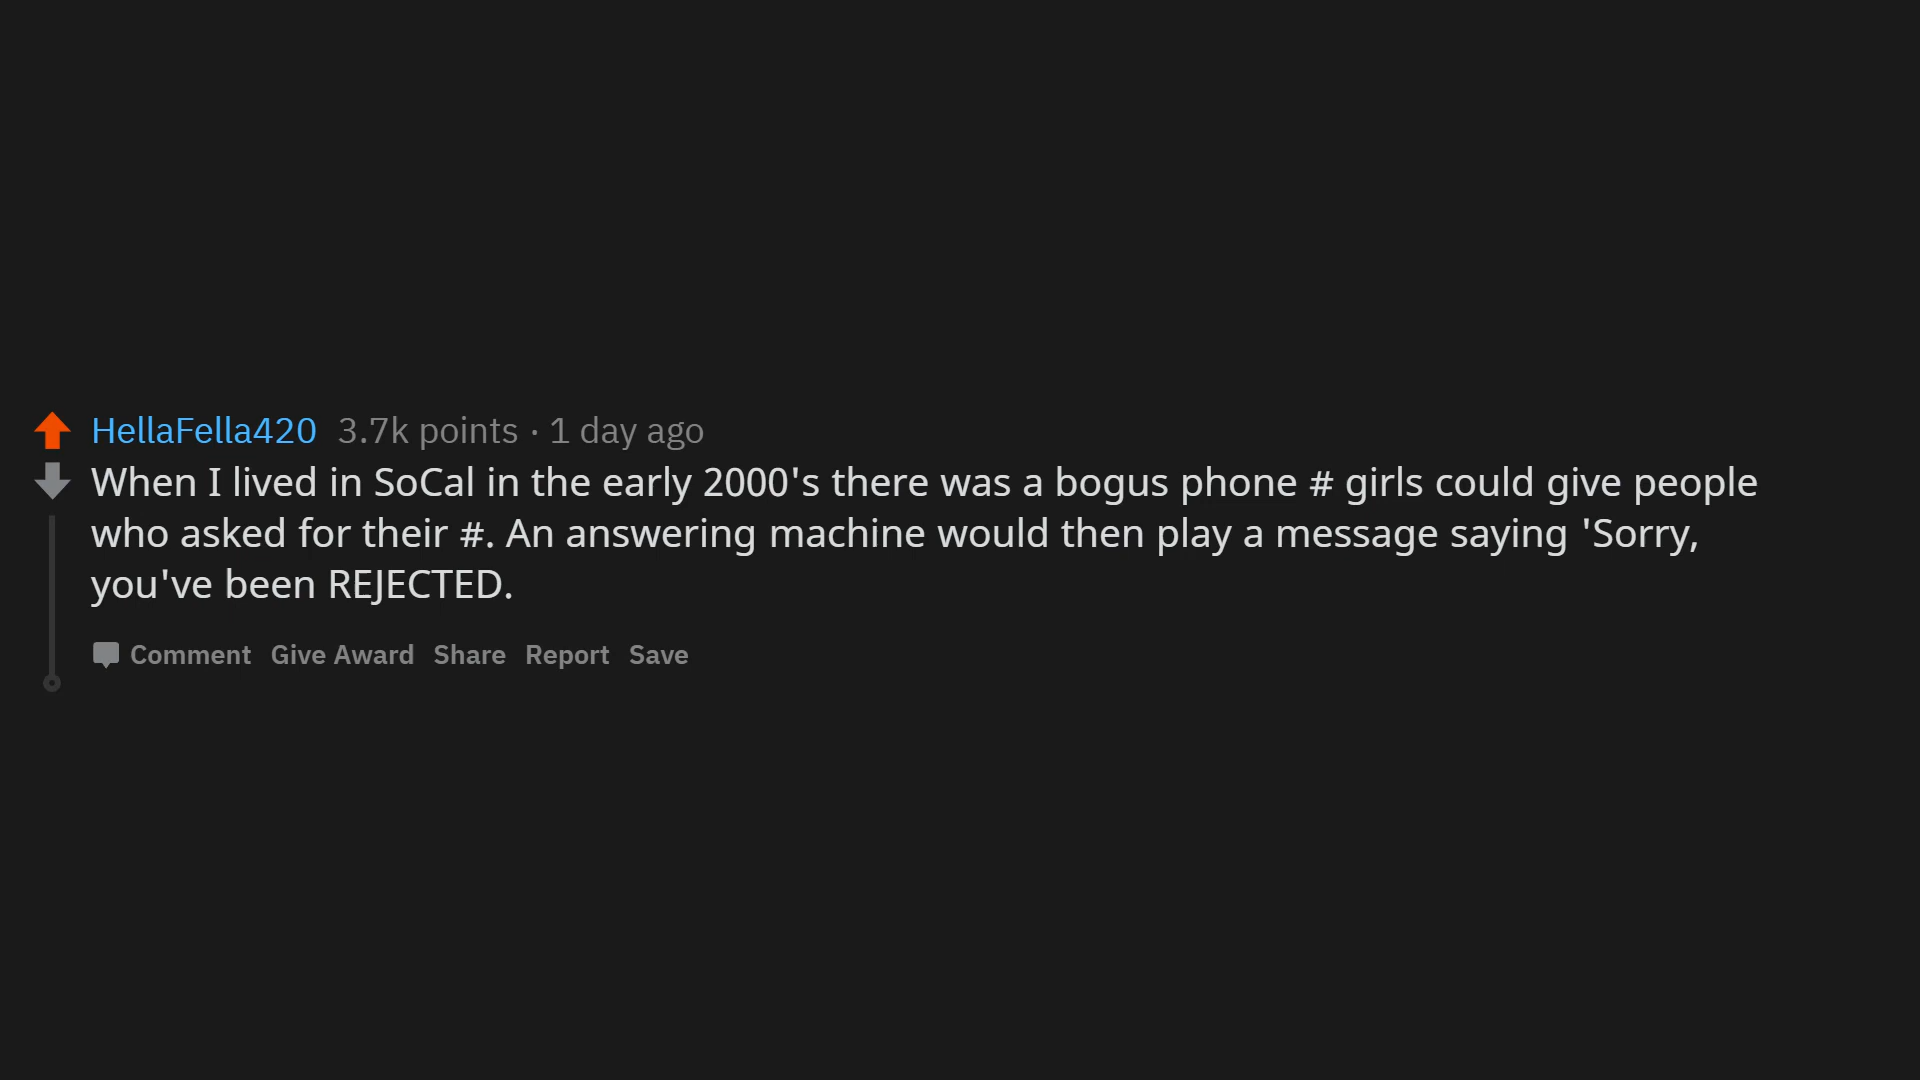 HellaFella420 3.7k points · 1 day ago
When I lived in SoCal in the early 2000's there was a bogus phone # girls could give people
who asked for their #. An answering machine would then play a message saying 'Sorry,
you've been REJECTED.
Comment Give Award Share Report Save